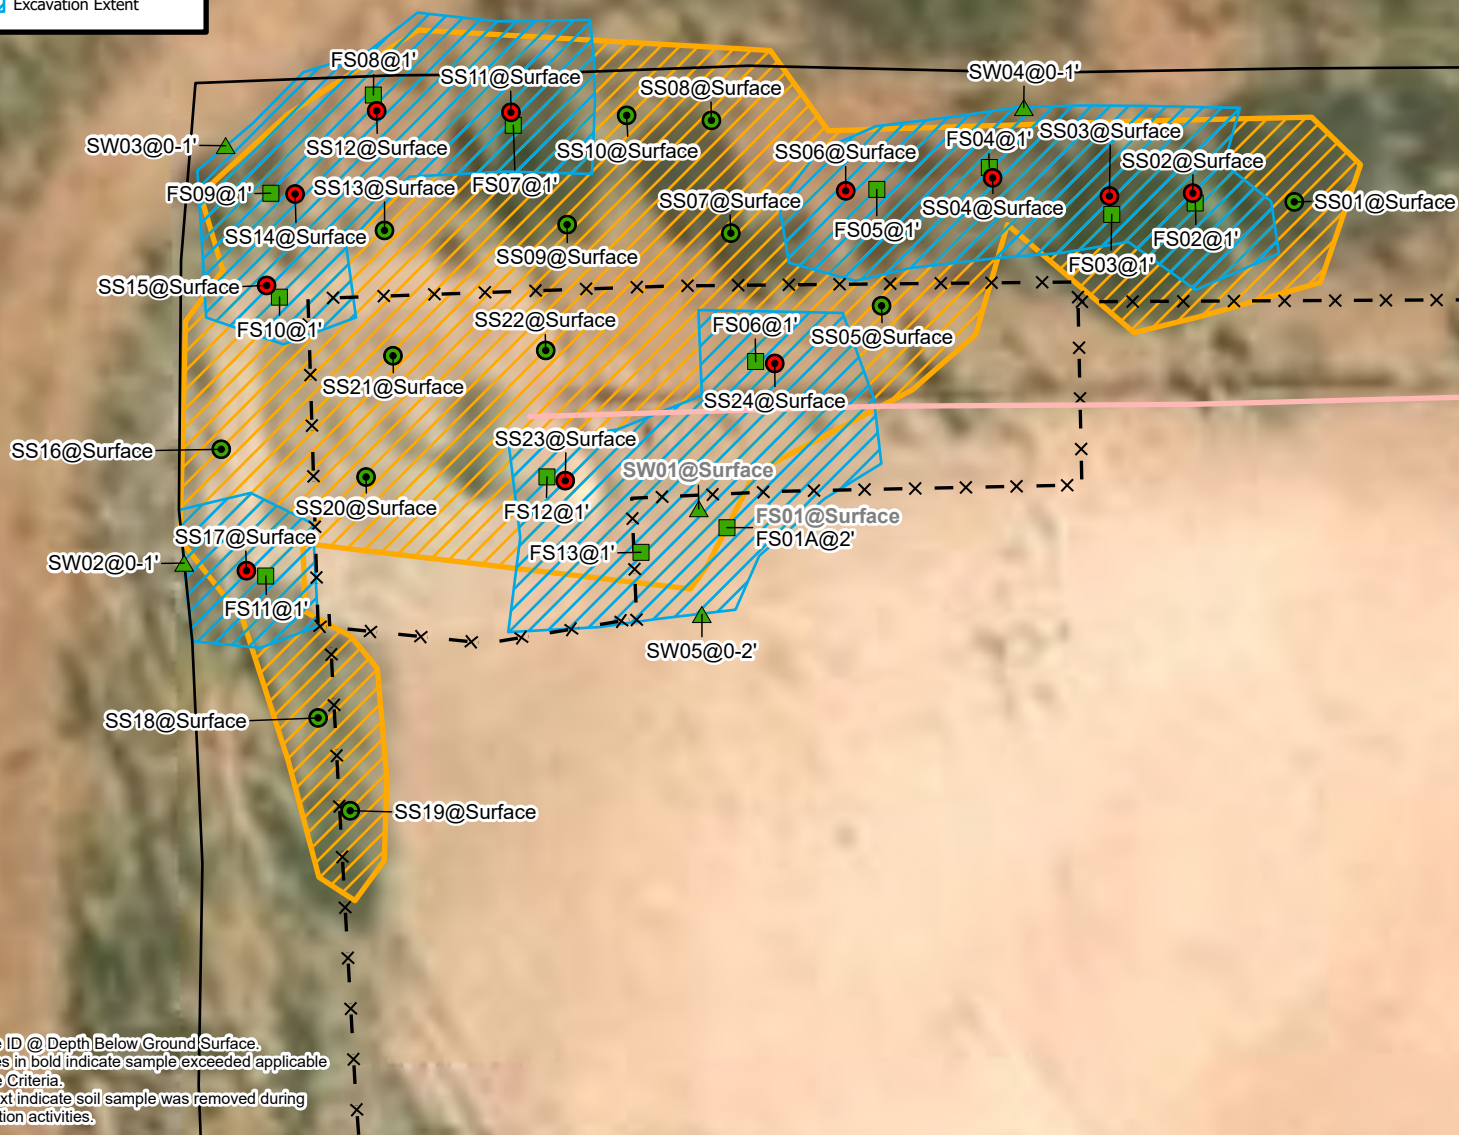 Excavation Extent
FS08@1'
SS11@Surface
SW04@0-1'
SS08@Surface
SW03@0-1'
SS12@Surface
SS10@Surface
SS06@Surface
FS04@1'
SS03@Surface
SS02@Surface
FS09@1'
SS13@Surface
FS07@1'
SS07@Surface
SS04@Surface
SS01@Surface
SS14@Surface
SS09@Surface
FS05@1'
FS02@1'
FS03@1'
SS15@Surface
FS10@1'
SS22@Surface
FS06@1'
SS05@Surface
SS21@Surface
SS24@Surface
SS16@Surface
SS23@Surface
SW01@Surface
SS20@Surface
FS12@1'
FS01@Surface
SS17@Surface
FS01A@2'
SW02@0-1'
FS13@1'
FS11@1'
SW05@0-2'
SS18@Surface
SS19@Surface
ID @ Depth Below Ground Surface.
in bold indicate sample exceeded applicable
Criteria.
indicate soil sample was removed during
activities.